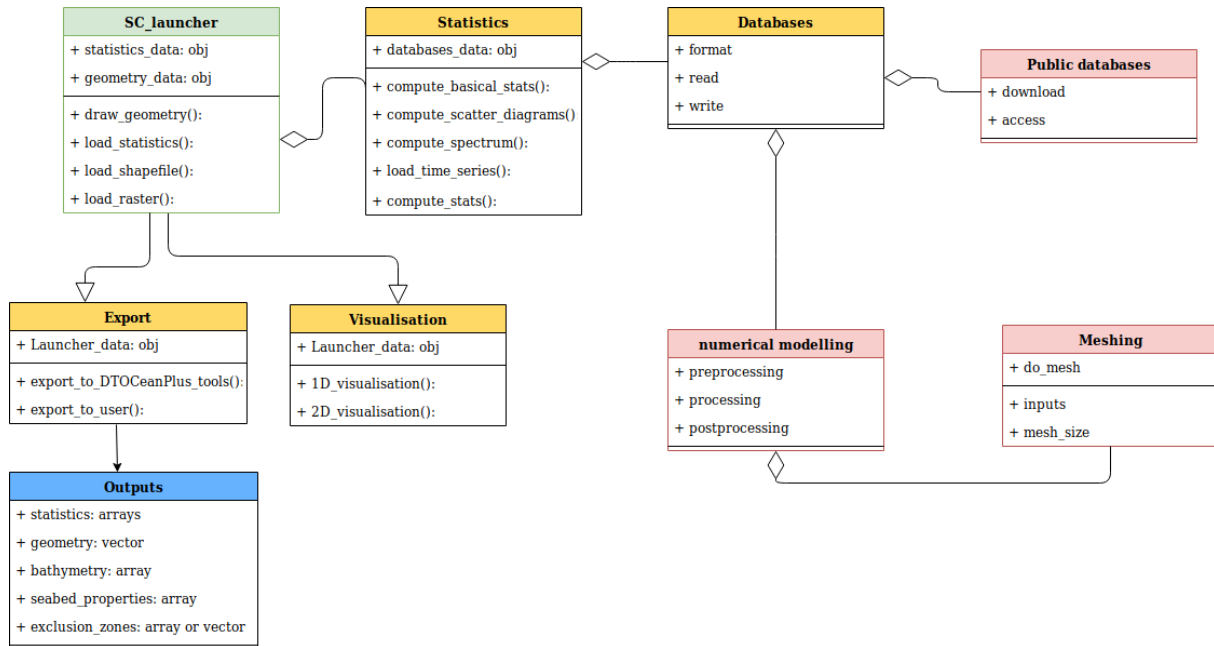 SC_launcher
+ statistics_data: obj
+ geometry_data: obj
+ draw_geometry():
+ load_statistics():
+ load_shapefile():
+ load_raster():
Statistics
+ databases_data: obj
+ compute_basical_stats():
+ compute_scatter_diagrams()
+ compute_spectrum():
+ load_time_series():
+ compute_stats():
Databases
+ format
+ read
+ write
Public databases
+ download
+ access
Export
+ Launcher_data: obj
+ export_to_DTOCeanPlus_tools():
+ export_to_user():
Visualisation
+ Launcher_data: obj
+ 1D_visualisation():
+ 2D_visualisation():
numerical modelling
+ preprocessing
+ processing
+ postprocessing
Meshing
+ do_mesh
+ inputs
+ mesh_size
Outputs
+ statistics: arrays
+ geometry: vector
+ bathymetry: array
+ seabed_properties: array
+ exclusion_zones: array or vector